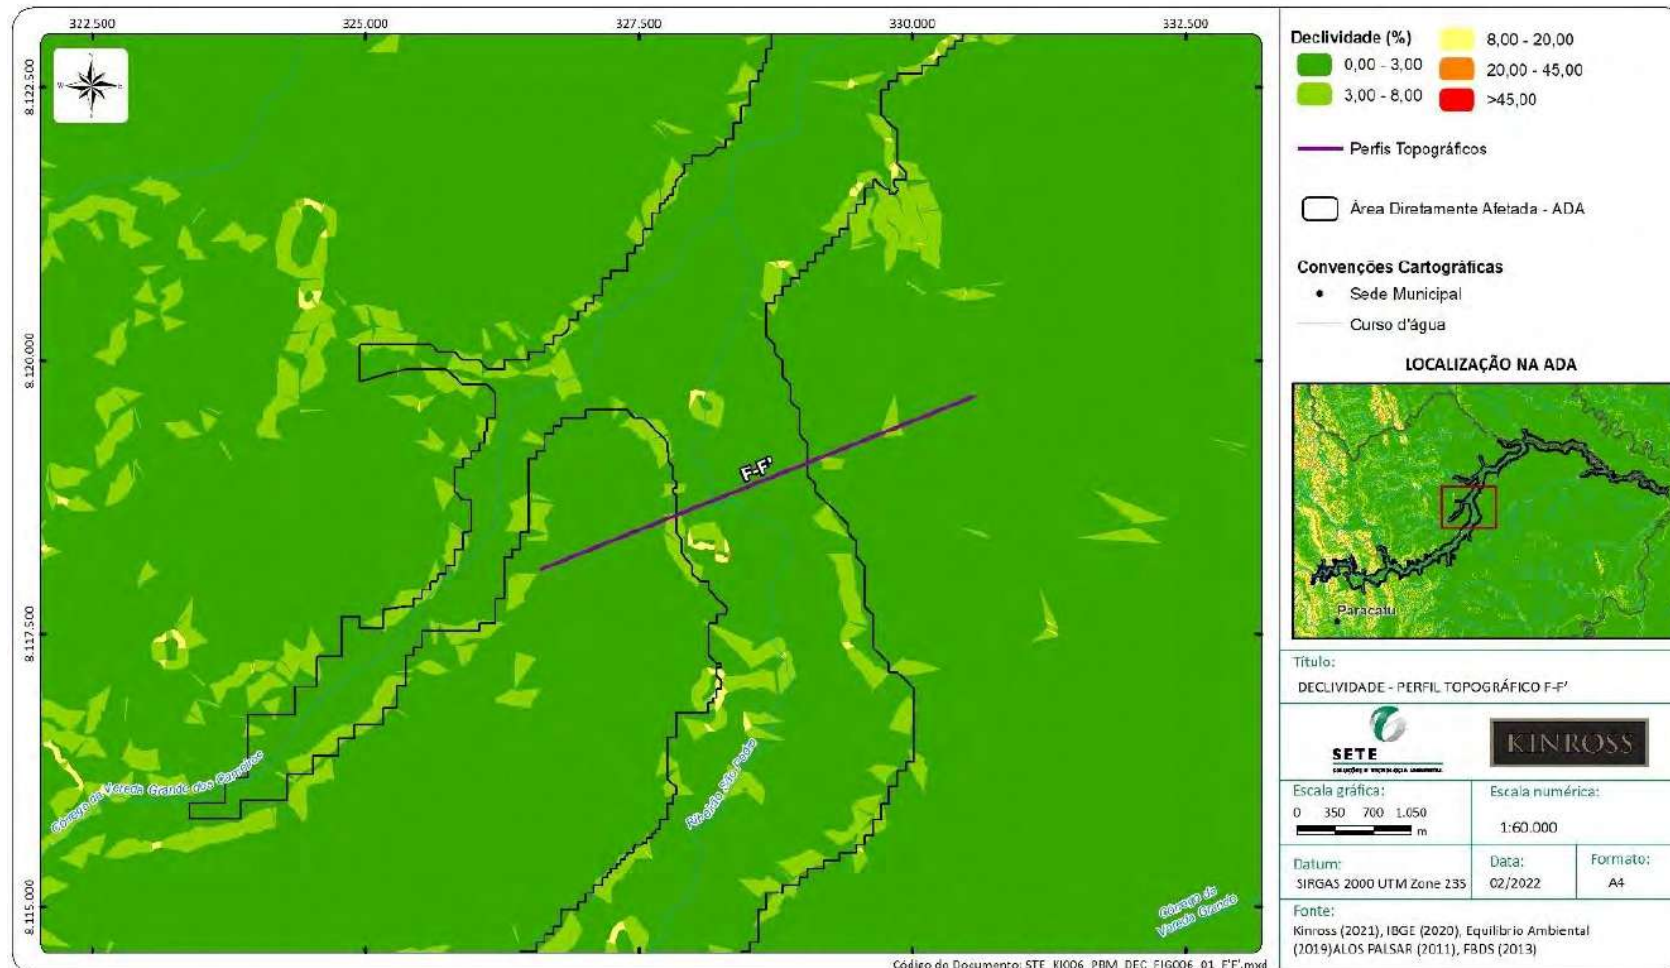 322.500 325.000 327.500 330.000 332.500
8.122.500
8.120.000
8.117.500
8.115.000
N
W
E
S
F-F'
Córrego da Vereda Grande dos Carneiros
Ribeirão São Pedro
Córrego da
Vereda Grande
Código do Documento: STE_KI006_PBM_DEC_FIG006_01_F'F'.mxd
Declividade (%)
0,00 - 3,00
3,00 - 8,00
8,00 - 20,00
20,00 - 45,00
>45,00
Perfis Topográficos
Área Diretamente Afetada - ADA
Convenções Cartográficas
Sede Municipal
Curso d'água
LOCALIZAÇÃO NA ADA
Paracatu
Título:
DECLIVIDADE - PERFIL TOPOGRÁFICO F-F'
SETE
KINROSS
Escala gráfica:
0 350 700 1.050
m
Escala numérica:
1:60.000
Datum:
SIRGAS 2000 UTM Zone 23S
Data:
02/2022
Formato:
A4
Fonte:
Kinross (2021), IBGE (2020), Equilíbrio Ambiental
(2019)ALOS PALSAR (2011), FBDS (2013)